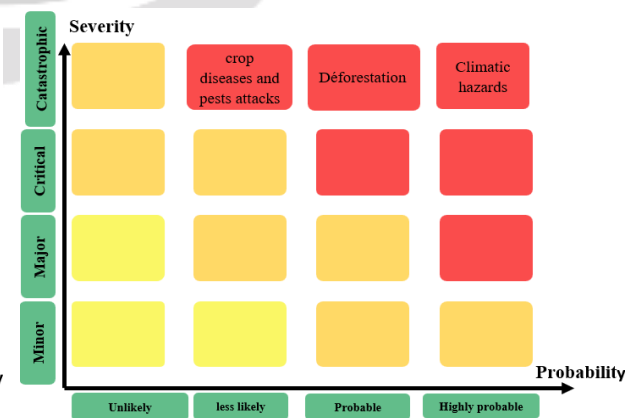 Severity
Catastrophic
crop
diseases and
pests attacks
Déforestation
Climatic
hazards
Critical
Major
Minor
Probability
Unlikely
less likely
Probable
Highly probable